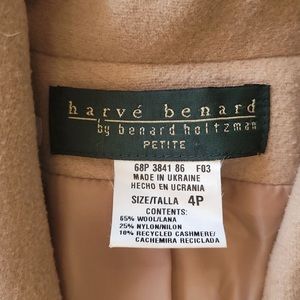 harvé benard
by benard holtzman
PETITE
68P 3841 86 F03
MADE IN UKRAINE
HECHO EN UCRANIA
SIZE/TALLA 4P
CONTENTS:
65% WOOL/LANA
25% NYLON/NILON
10% RECYCLED CASHMERE/
CACHEMIRA RECICLADA